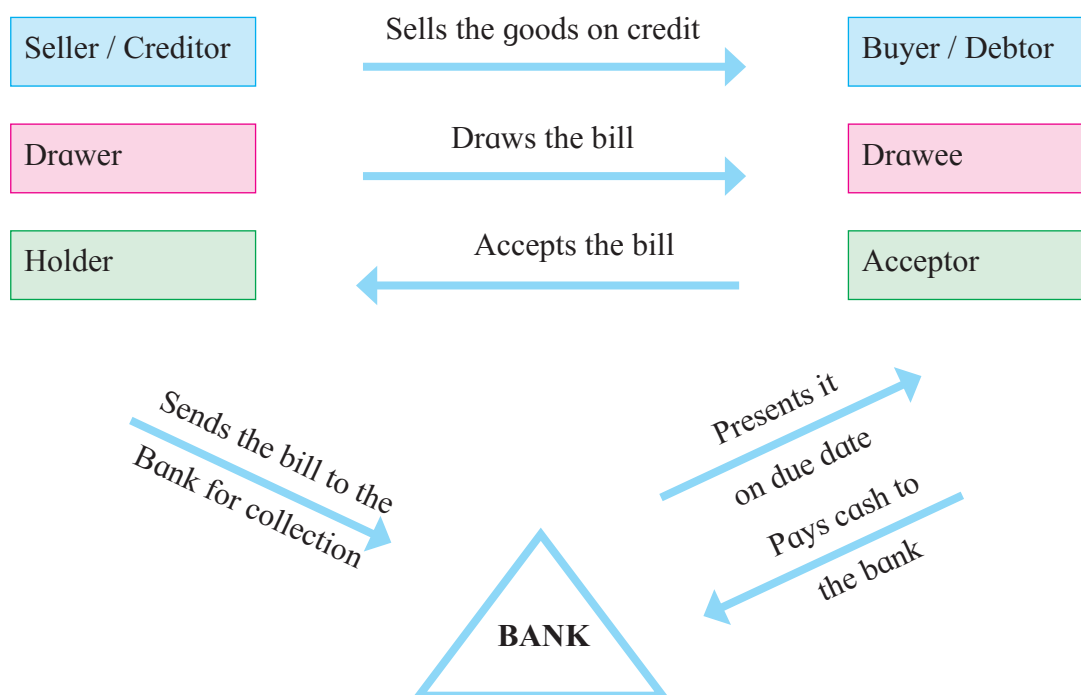 Seller / Creditor
Sells the goods on credit
Buyer / Debtor
Drawer
Draws the bill
Drawee
Holder
Accepts the bill
Acceptor
Sends the bill to the
Bank for collection
Presents it
on due date
Pays cash to
the bank
BANK